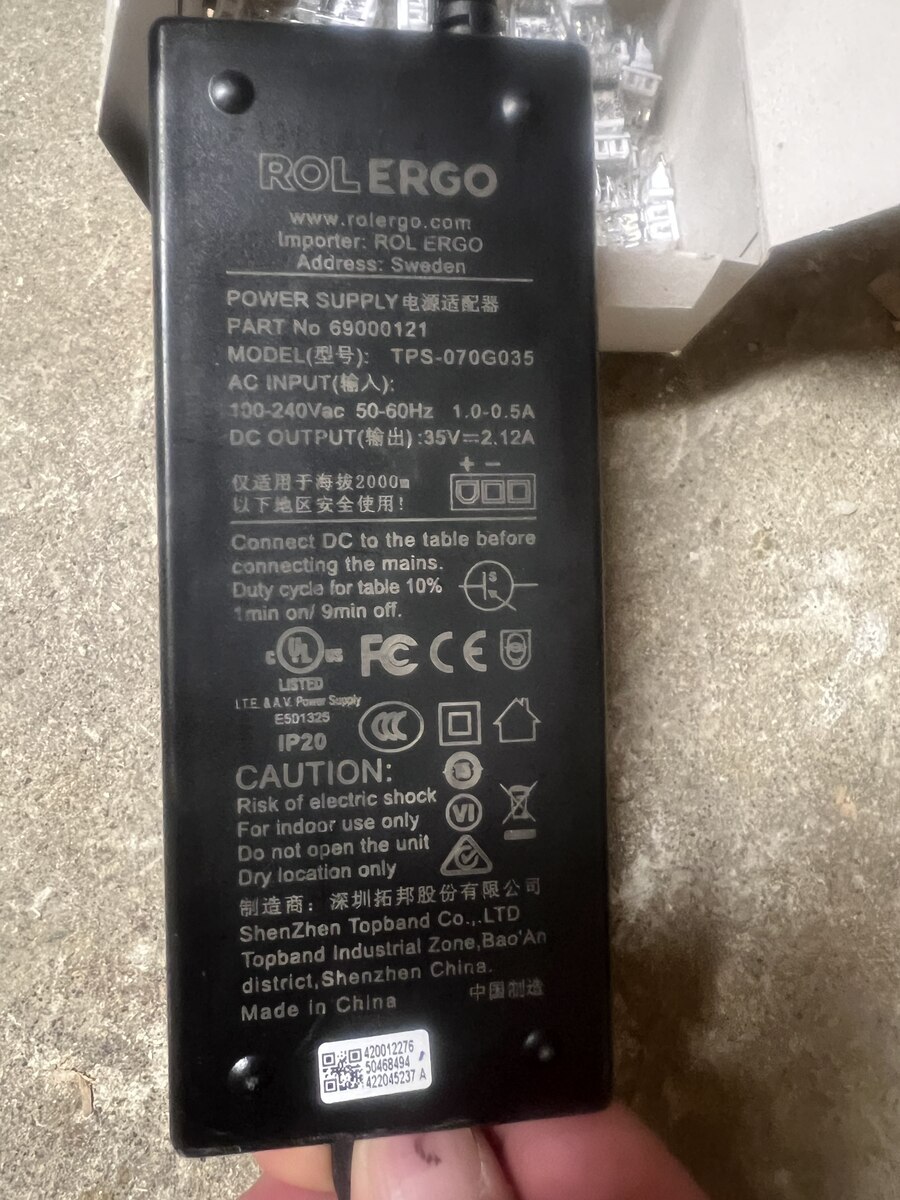 ROL ERGO
www.rolergo.com
Importer: ROL ERGO
Address: Sweden
POWER SUPPLY 电源适配器
PART No 69000121
MODEL(型号): TPS-070G035
AC INPUT(输入):
100-240Vac 50-60Hz 1.0-0.5A
DC OUTPUT(输出):35V⎓2.12A
+ −
仅适用于海拔2000m
以下地区安全使用!
Connect DC to the table before
connecting the mains.
Duty cycle for table 10%
1min on/ 9min off.
S
c UL us FC CE
LISTED
I.T.E. & A.V. Power Supply
E501325
IP20
CCC
CAUTION:
Risk of electric shock
For indoor use only
Do not open the unit
Dry location only
VI
制造商: 深圳拓邦股份有限公司
ShenZhen Topband Co.,.LTD
Topband Industrial Zone,Bao'An
district,Shenzhen China.
Made in China 中国制造
420012276
50468494
422045237 A